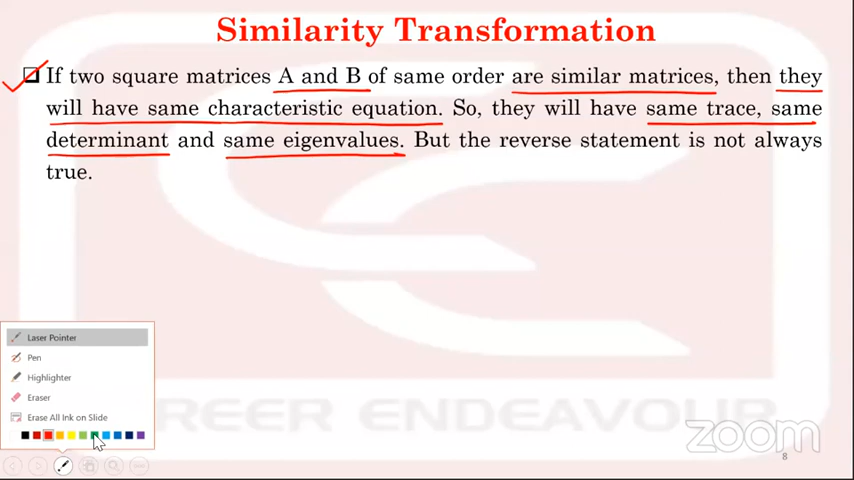 Similarity Transformation
If two square matrices A and B of same order are similar matrices, then they
will have same characteristic equation. So, they will have same trace, same
determinant and same eigenvalues. But the reverse statement is not always
true.
Laser Pointer
Pen
Highlighter
Eraser
Erase All Ink on Slide
REER ENDEAVOUR
zoom
8